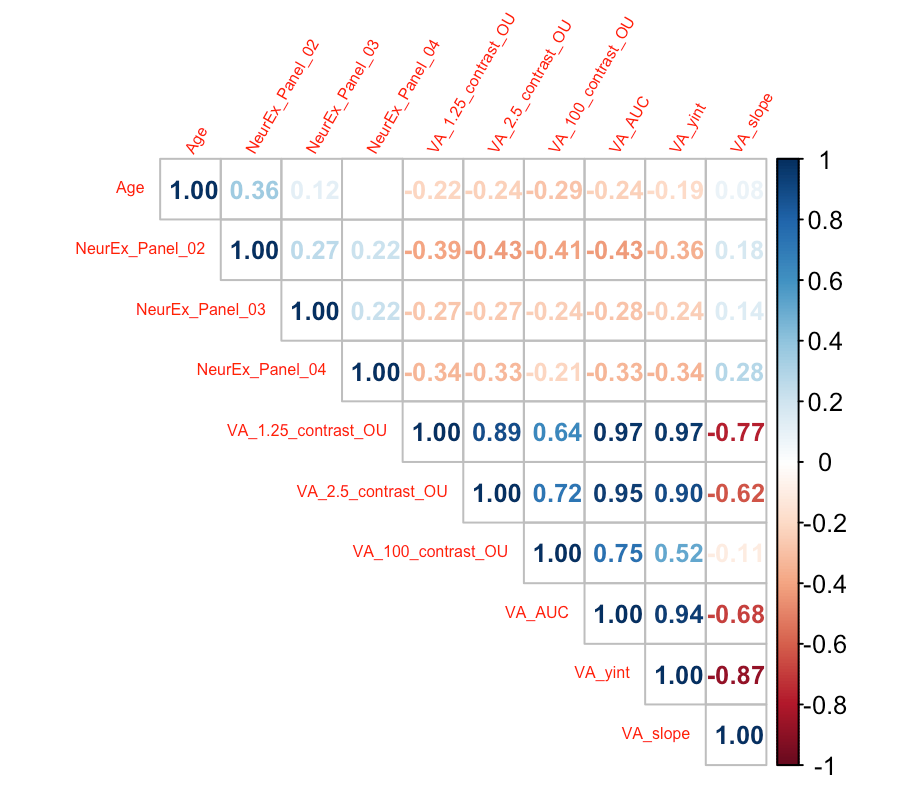 NeurEx_Panel_02
NeurEx_Panel_03
NeurEx_Panel_04
VA_1.25_contrast_OU
VA_2.5_contrast_OU
VA_100_contrast_OU
VA_AUC
VA_yint
VA_slope
Age
Age 1.00 0.36 0.12 -0.22 -0.24 -0.29 -0.24 -0.19 0.08
NeurEx_Panel_02 1.00 0.27 0.22 -0.39 -0.43 -0.41 -0.43 -0.36 0.18
NeurEx_Panel_03 1.00 0.22 -0.27 -0.27 -0.24 -0.28 -0.24 0.14
NeurEx_Panel_04 1.00 -0.34 -0.33 -0.21 -0.33 -0.34 0.28
VA_1.25_contrast_OU 1.00 0.89 0.64 0.97 0.97 -0.77
VA_2.5_contrast_OU 1.00 0.72 0.95 0.90 -0.62
VA_100_contrast_OU 1.00 0.75 0.52 -0.11
VA_AUC 1.00 0.94 -0.68
VA_yint 1.00 -0.87
VA_slope 1.00
1
0.8
0.6
0.4
0.2
0
-0.2
-0.4
-0.6
-0.8
-1